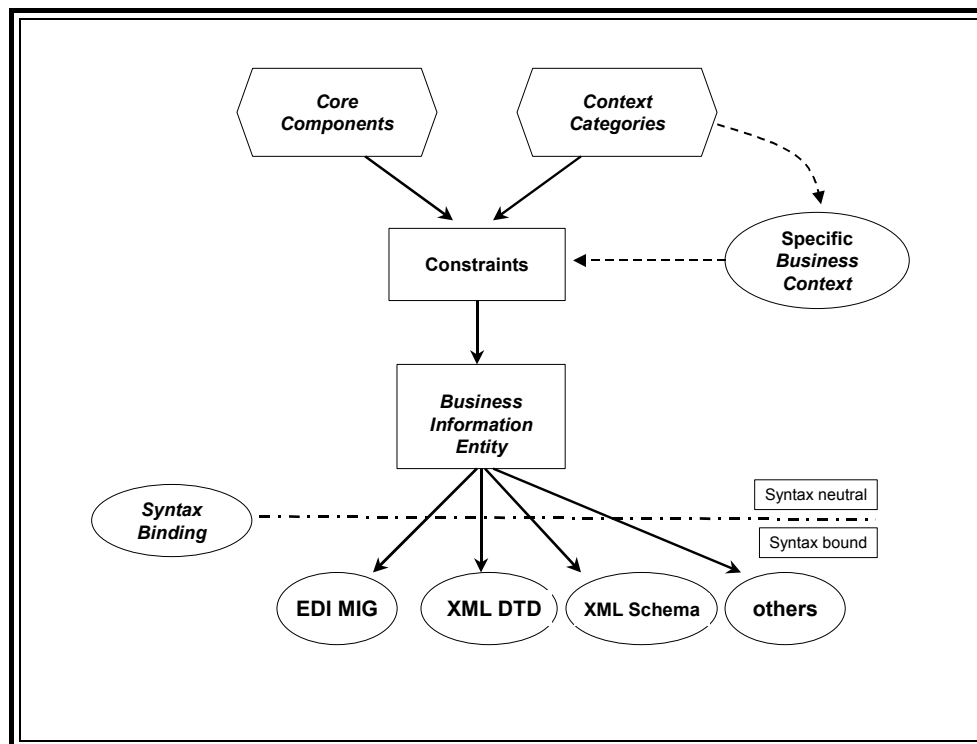 Core
Components
Context
Categories
Specific
Business
Context
Constraints
Business
Information
Entity
Syntax neutral
Syntax
Binding
Syntax bound
EDI MIG
XML DTD
XML Schema
others